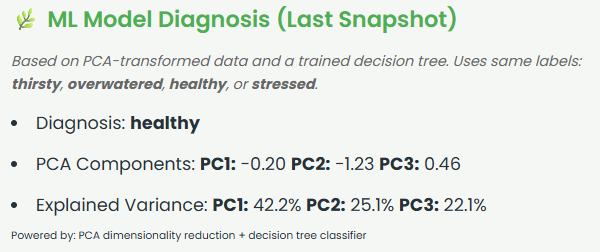 🌿 ML Model Diagnosis (Last Snapshot)
Based on PCA-transformed data and a trained decision tree. Uses same labels:
thirsty, overwatered, healthy, or stressed.
• Diagnosis: healthy
• PCA Components: PC1: −0.20 PC2: −1.23 PC3: 0.46
• Explained Variance: PC1: 42.2% PC2: 25.1% PC3: 22.1%
Powered by: PCA dimensionality reduction + decision tree classifier